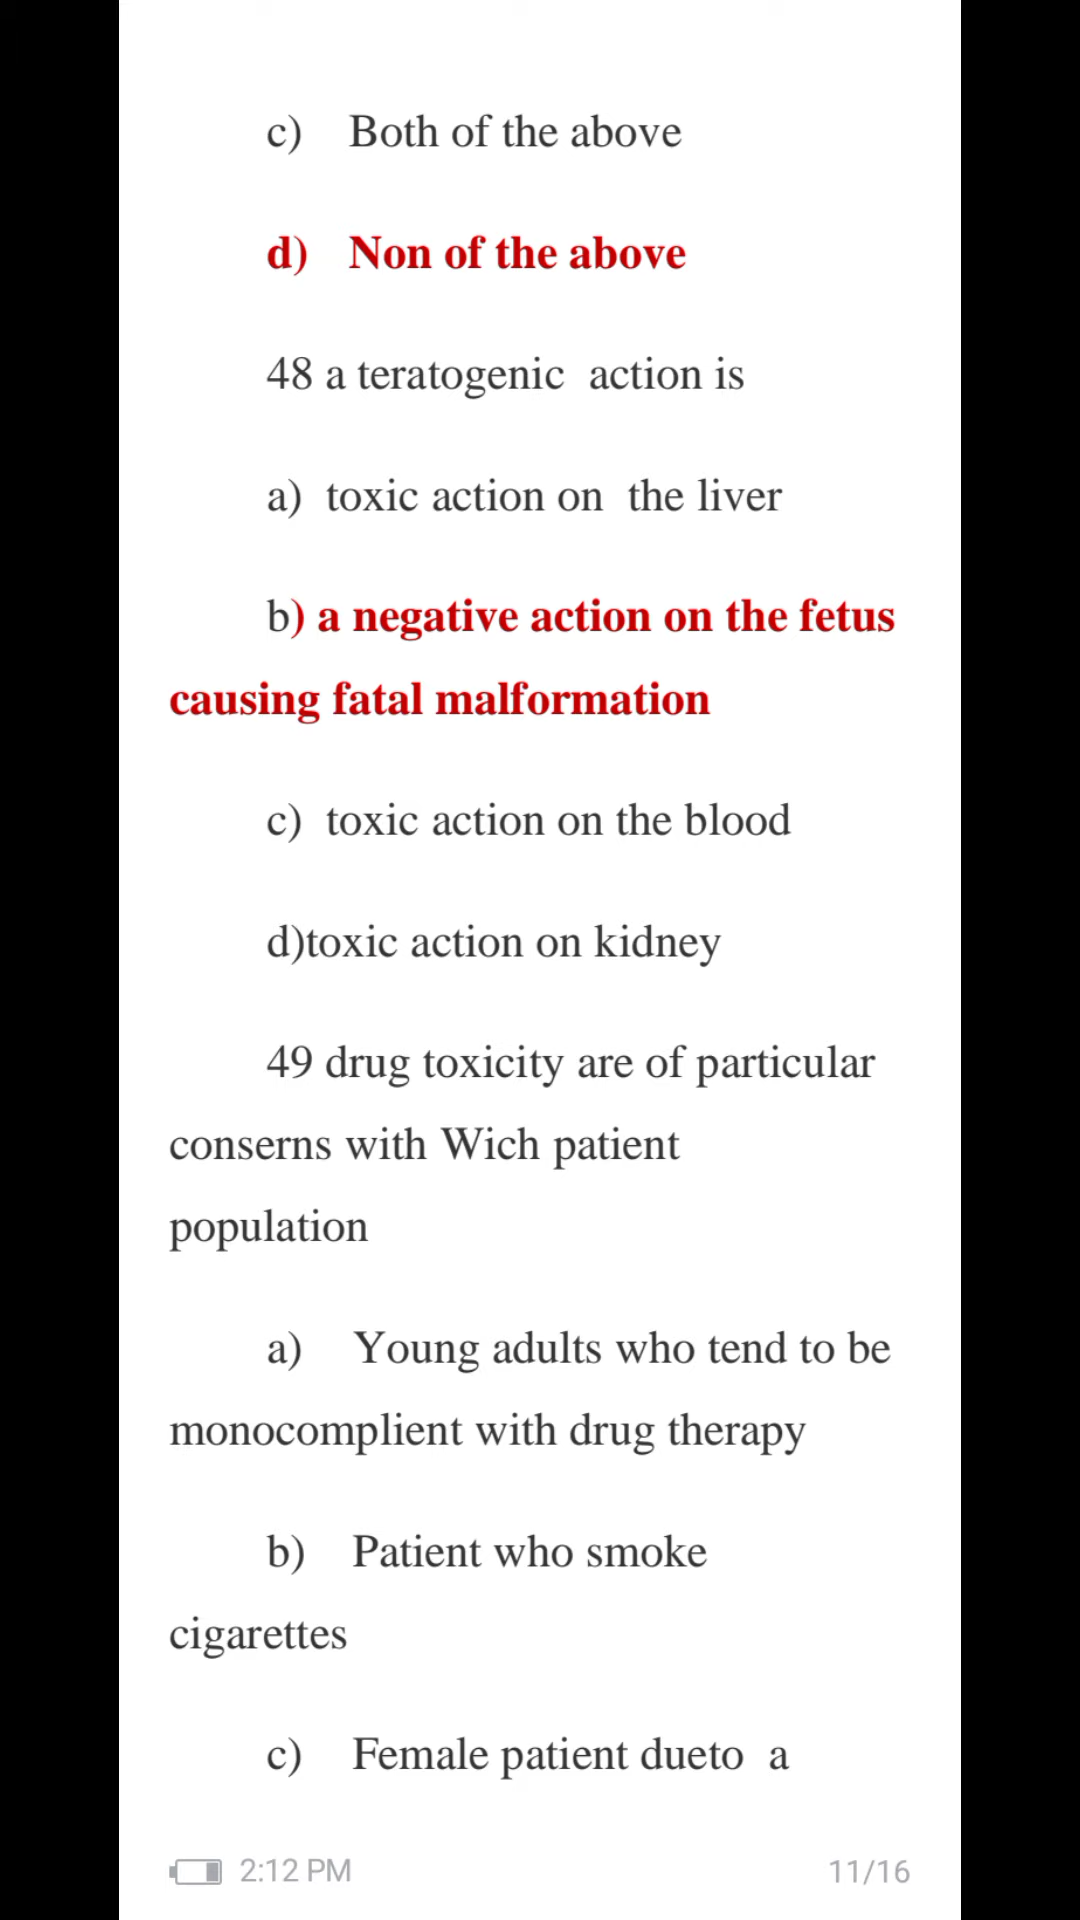 c) Both of the above
d) Non of the above
48 a teratogenic action is
a) toxic action on the liver
b) a negative action on the fetus
causing fatal malformation
c) toxic action on the blood
d)toxic action on kidney
49 drug toxicity are of particular
conserns with Wich patient
population
a) Young adults who tend to be
monocomplient with drug therapy
b) Patient who smoke
cigarettes
c) Female patient dueto a
2:12 PM 11/16